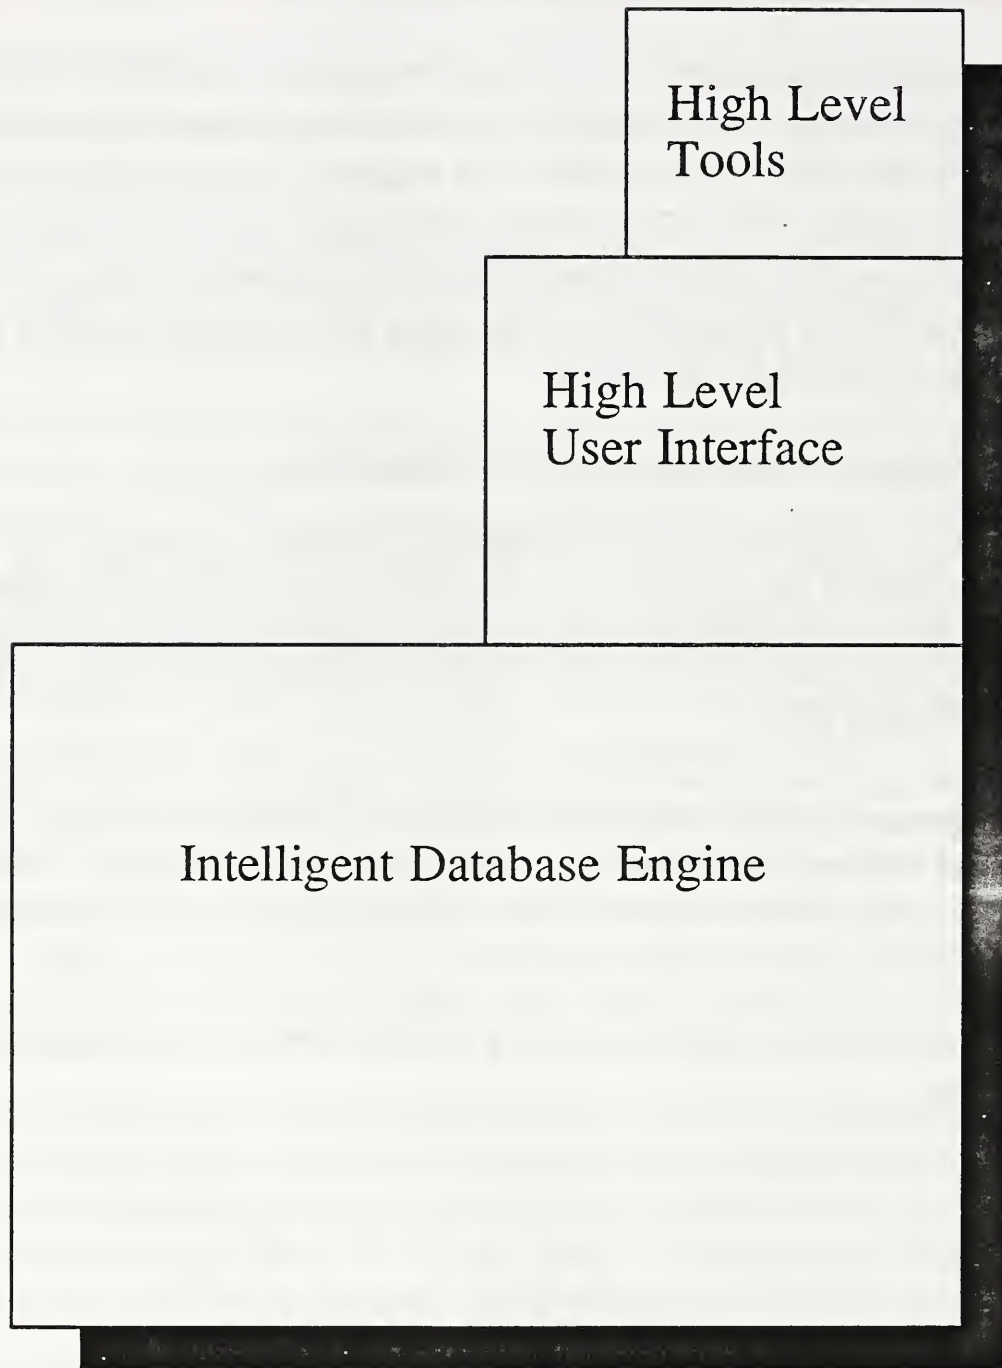 High Level
Tools
High Level
User Interface
Intelligent Database Engine